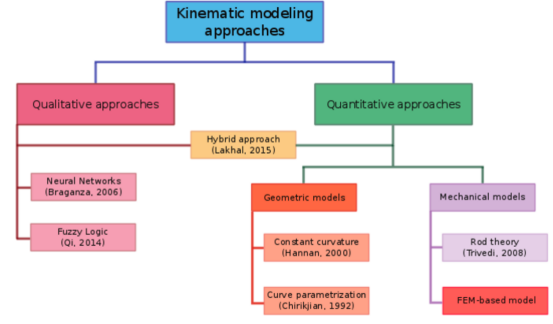 Kinematic modeling
approaches
Qualitative approaches
Quantitative approaches
Hybrid approach
(Lakhal, 2015)
Neural Networks
(Braganza, 2006)
Fuzzy Logic
(Qi, 2014)
Geometric models
Mechanical models
Constant curvature
(Hannan, 2000)
Rod theory
(Trivedi, 2008)
Curve parametrization
(Chirikjian, 1992)
FEM-based model